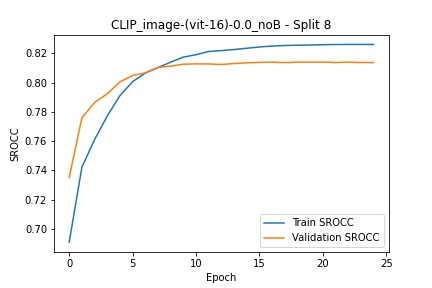 CLIP_image-(vit-16)-0.0_noB - Split 8
SROCC
0.82
0.80
0.78
0.76
0.74
0.72
0.70
Train SROCC
Validation SROCC
0 5 10 15 20 25
Epoch